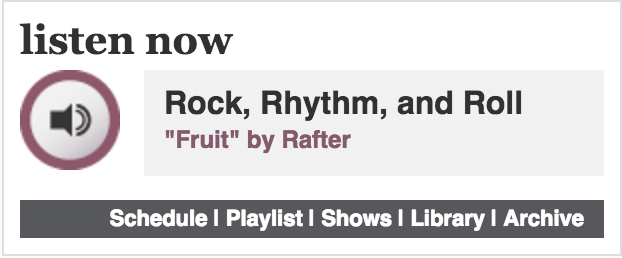 listen now
Rock, Rhythm, and Roll
"Fruit" by Rafter
Schedule | Playlist | Shows | Library | Archive